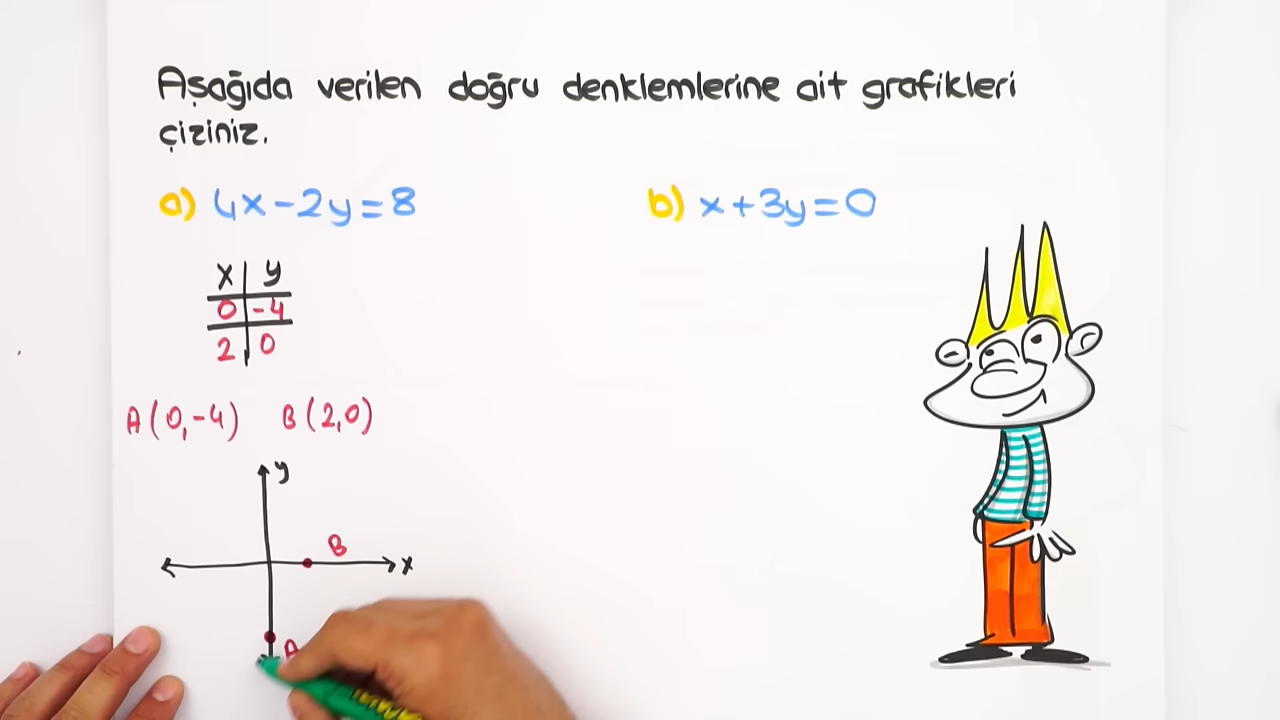 Aşağıda verilen doğru denklemlerine ait grafikleri
çiziniz.
a) 4x-2y=8
b) x+3y=0
x y
0 -4
2 0
A(0,-4) B(2,0)
y
B
x
A